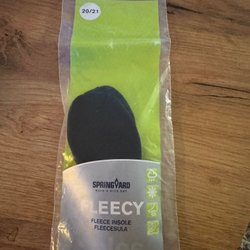 20/21
SPRINGYARD
FLEECY
FLEECE INSOLE
FLEECESULA